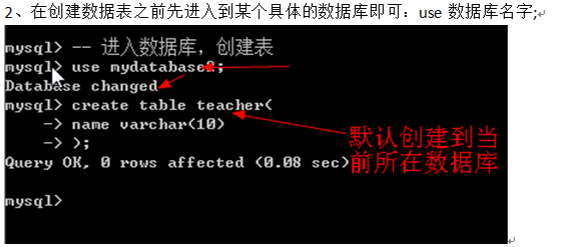 2、在创建数据表之前先进入到某个具体的数据库即可：use 数据库名字;
mysql> -- 进入数据库，创建表
mysql> use mydatabase2;
Database changed
mysql> create table teacher(
-> name varchar(10)
-> );
Query OK, 0 rows affected (0.08 sec)
默认创建到当
前所在数据库
mysql>